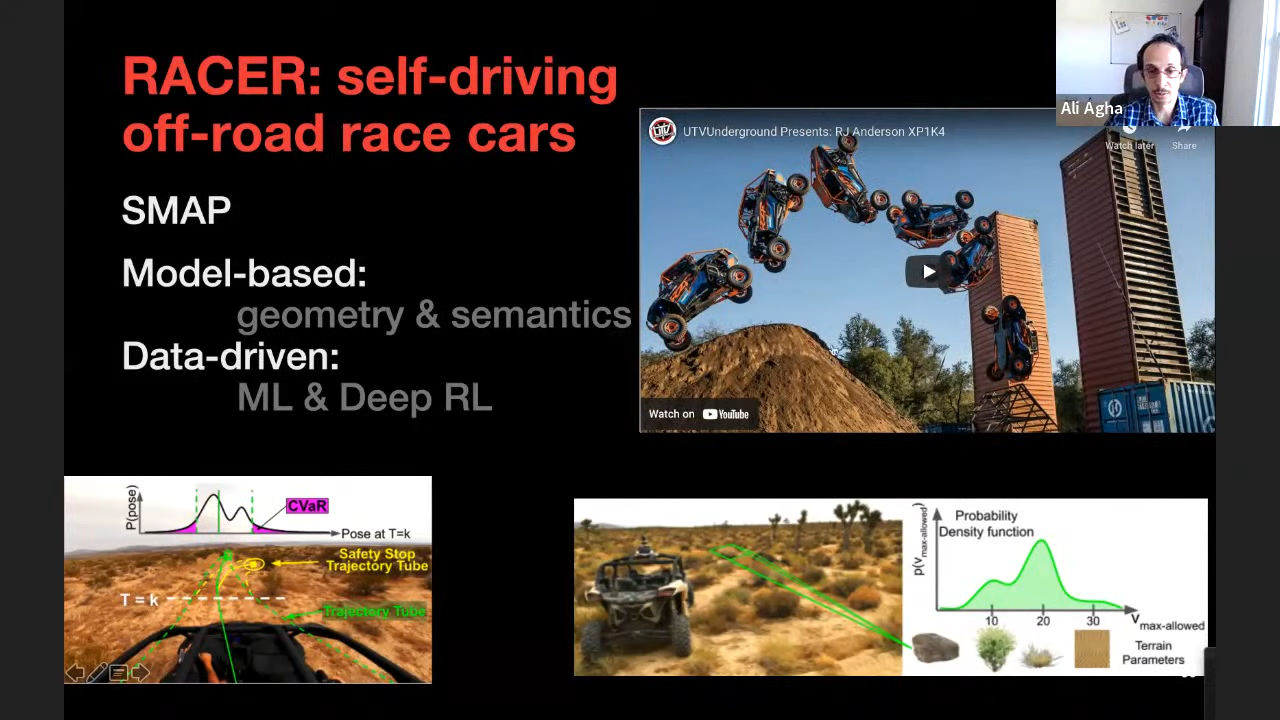 RACER: self-driving
off-road race cars
SMAP
Model-based:
geometry & semantics
Data-driven:
ML & Deep RL
Ali Agha
UTV
UTVUnderground Presents: RJ Anderson XP1K4
Watch later
Share
Watch on YouTube
P(pose)
CVaR
Pose at T=k
Safety Stop
Trajectory Tube
T = k
Trajectory Tube
Probability
Density function
p(vmax-allowed)
10 20 30
Vmax-allowed
Terrain
Parameters